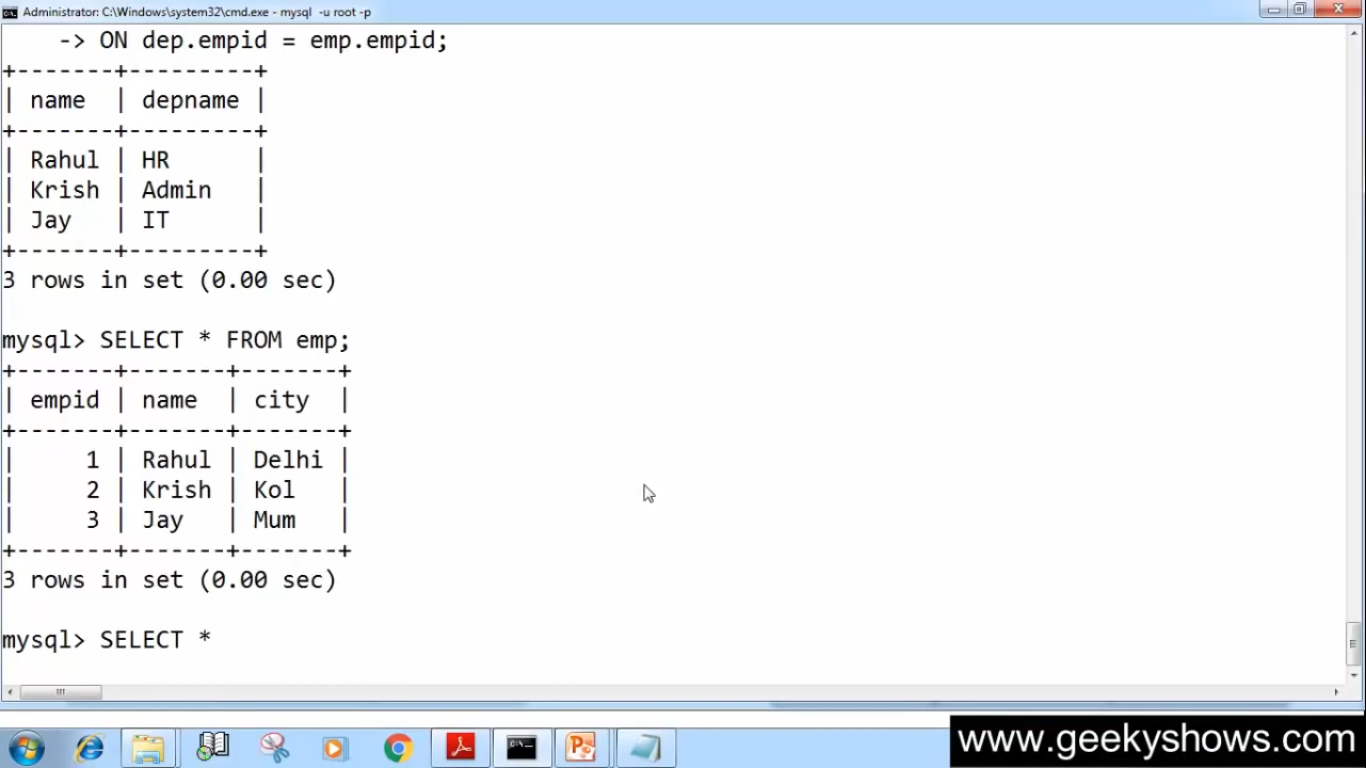 Administrator: C:\Windows\system32\cmd.exe - mysql  -u root -p
    -> ON dep.empid = emp.empid;
+-------+---------+
| name  | depname |
+-------+---------+
| Rahul | HR      |
| Krish | Admin   |
| Jay   | IT      |
+-------+---------+
3 rows in set (0.00 sec)
mysql> SELECT * FROM emp;
+-------+-------+-------+
| empid | name  | city  |
+-------+-------+-------+
|     1 | Rahul | Delhi |
|     2 | Krish | Kol   |
|     3 | Jay   | Mum   |
+-------+-------+-------+
3 rows in set (0.00 sec)
mysql> SELECT *
www.geekyshows.com